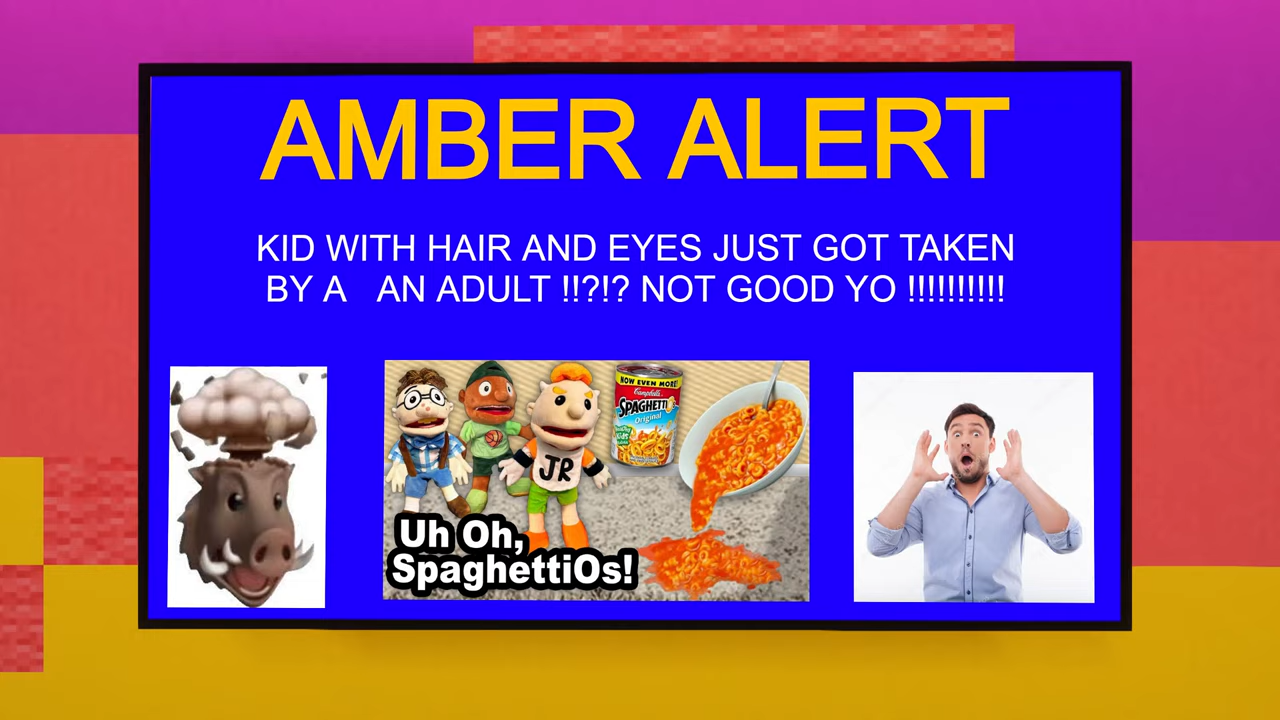 AMBER ALERT
KID WITH HAIR AND EYES JUST GOT TAKEN
BY A   AN ADULT !!?!? NOT GOOD YO !!!!!!!!!!
NOW EVEN MORE!
Campbell's
SPAGHETTI
Original
JR
Uh Oh,
SpaghettiOs!